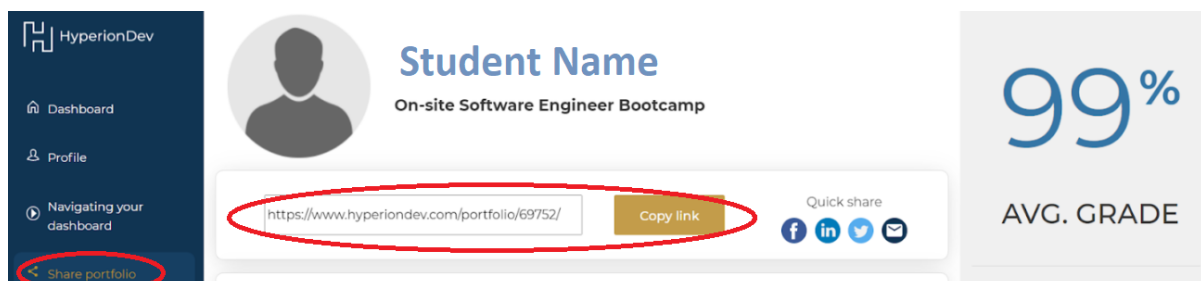 HyperionDev
Dashboard
Profile
Navigating your
dashboard
Share portfolio
Student Name
On-site Software Engineer Bootcamp
https://www.hyperiondev.com/portfolio/69752/
Copy link
Quick share
99%
AVG. GRADE